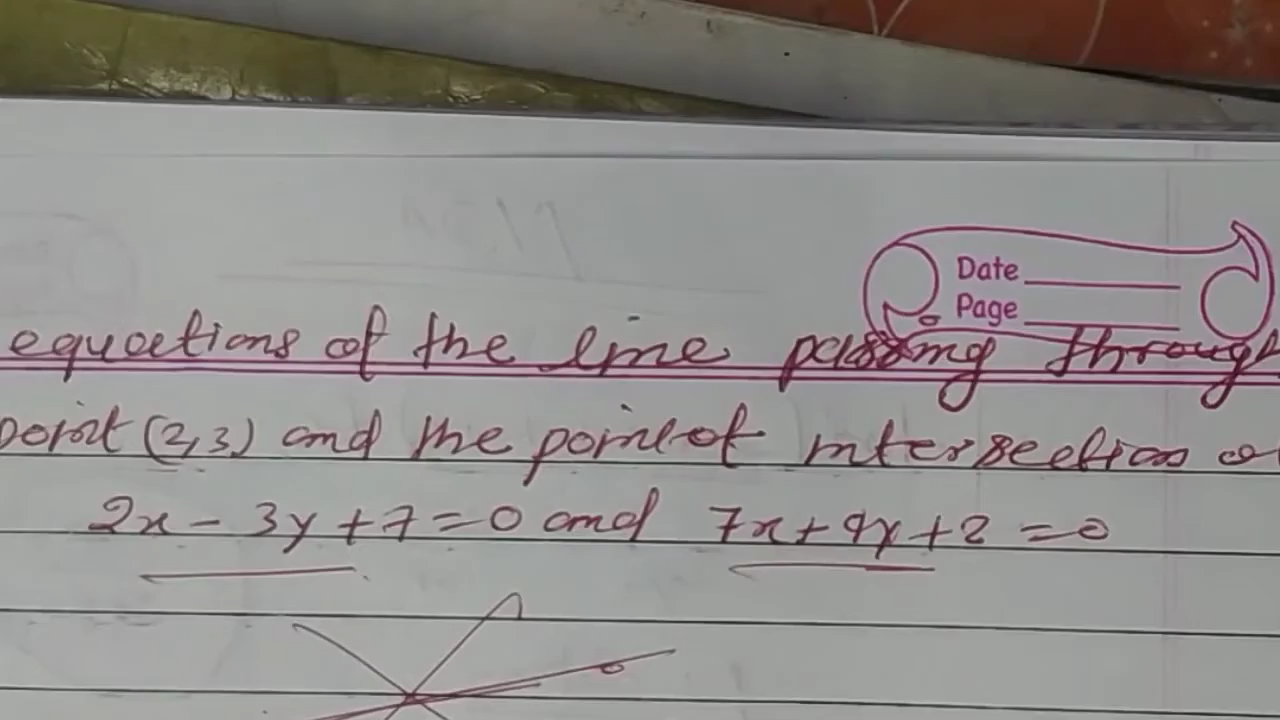 Date
Page
equations of the line passing through
point (2,3) and the point of intersection of
2x - 3y + 7 = 0 and 7x + 4y + 2 = 0